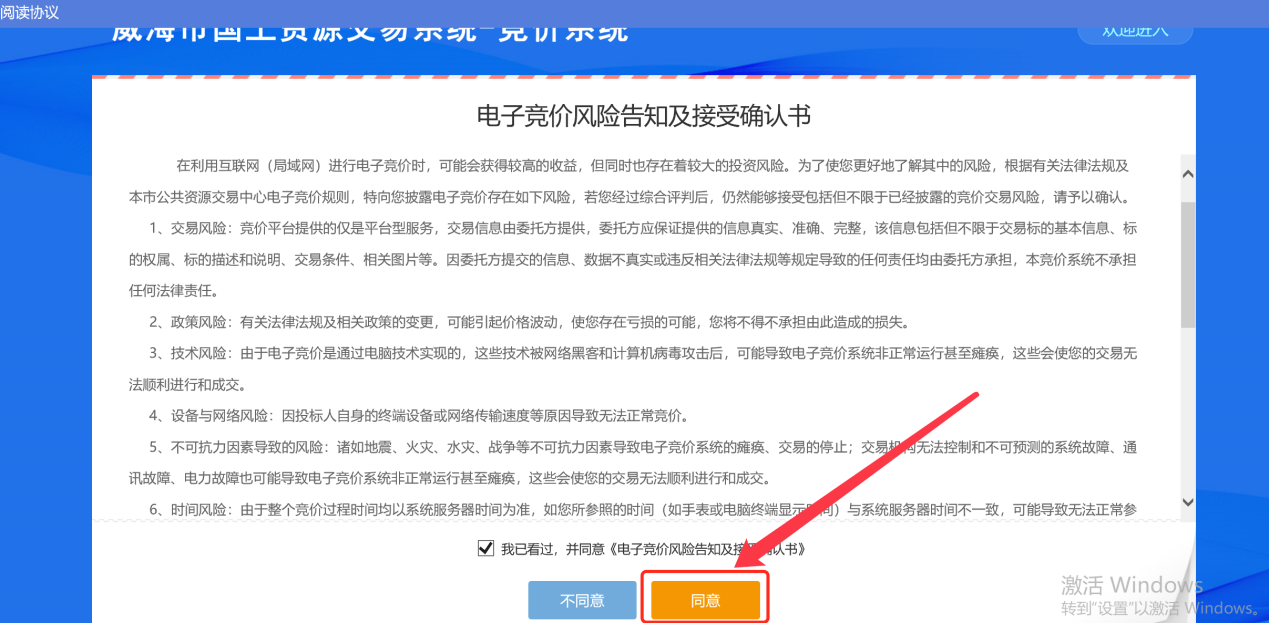 阅读协议
威海市国土资源交易系统-竞价系统
欢迎进入
电子竞价风险告知及接受确认书
在利用互联网（局域网）进行电子竞价时，可能会获得较高的收益，但同时也存在着较大的投资风险。为了使您更好地了解其中的风险，根据有关法律法规及
本市公共资源交易中心电子竞价规则，特向您披露电子竞价存在如下风险，若您经过综合评判后，仍然能够接受包括但不限于已经披露的竞价交易风险，请予以确认。
1、交易风险：竞价平台提供的仅是平台型服务，交易信息由委托方提供，委托方应保证提供的信息真实、准确、完整，该信息包括但不限于交易标的基本信息、标
的权属、标的描述和说明、交易条件、相关图片等。因委托方提交的信息、数据不真实或违反相关法律法规等规定导致的任何责任均由委托方承担，本竞价系统不承担
任何法律责任。
2、政策风险：有关法律法规及相关政策的变更，可能引起价格波动，使您存在亏损的可能，您将不得不承担由此造成的损失。
3、技术风险：由于电子竞价是通过电脑技术实现的，这些技术被网络黑客和计算机病毒攻击后，可能导致电子竞价系统非正常运行甚至瘫痪，这些会使您的交易无
法顺利进行和成交。
4、设备与网络风险：因投标人自身的终端设备或网络传输速度等原因导致无法正常竞价。
5、不可抗力因素导致的风险：诸如地震、火灾、水灾、战争等不可抗力因素导致电子竞价系统的瘫痪、交易的停止；交易机构无法控制和不可预测的系统故障、通
讯故障、电力故障也可能导致电子竞价系统非正常运行甚至瘫痪，这些会使您的交易无法顺利进行和成交。
6、时间风险：由于整个竞价过程时间均以系统服务器时间为准，如您所参照的时间（如手表或电脑终端显示时间）与系统服务器时间不一致，可能导致无法正常参
我已看过，并同意《电子竞价风险告知及接受确认书》
不同意 同意
激活 Windows
转到"设置"以激活 Windows。